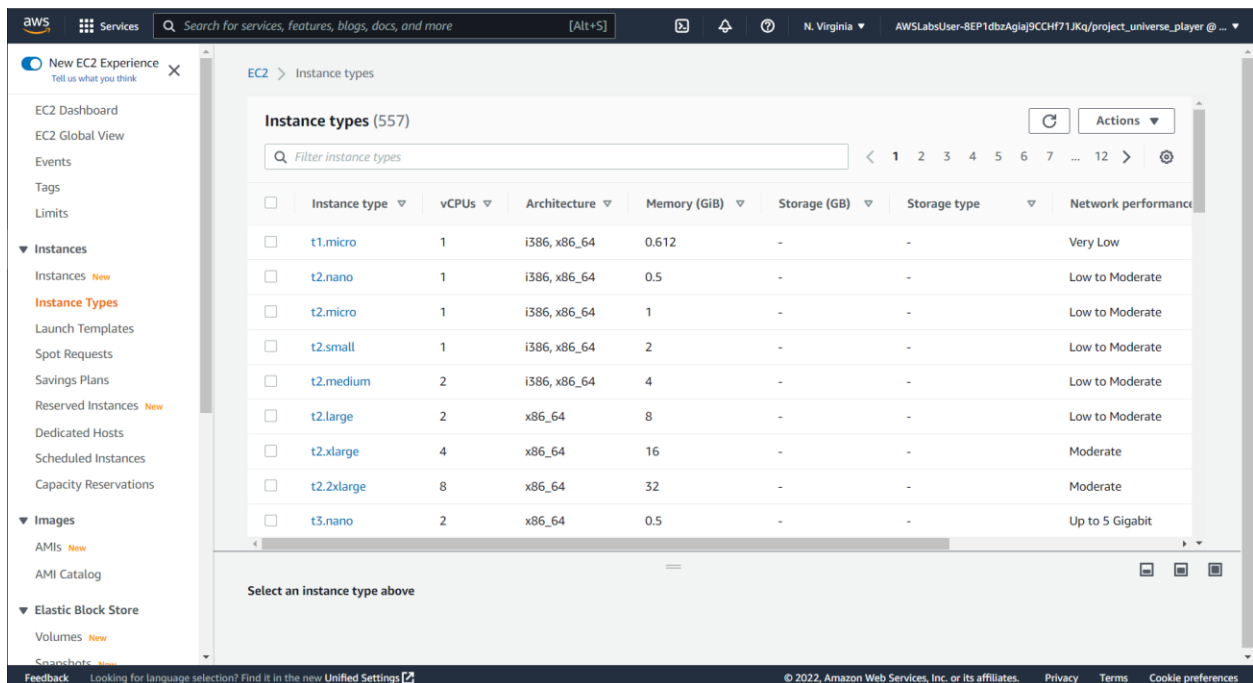 aws Services Search for services, features, blogs, docs, and more [Alt+S] N. Virginia AWSLabsUser-8EP1dbzAgiaj9CCHf71JKq/project_universe_player @ ...
New EC2 Experience
Tell us what you think
EC2 Dashboard
EC2 Global View
Events
Tags
Limits
Instances
Instances New
Instance Types
Launch Templates
Spot Requests
Savings Plans
Reserved Instances New
Dedicated Hosts
Scheduled Instances
Capacity Reservations
Images
AMIs New
AMI Catalog
Elastic Block Store
Volumes New
Snapshots New
EC2 > Instance types
Instance types (557) Actions
Filter instance types < 1 2 3 4 5 6 7 ... 12 >
Instance type vCPUs Architecture Memory (GiB) Storage (GB) Storage type Network performance
t1.micro 1 i386, x86_64 0.612 - - Very Low
t2.nano 1 i386, x86_64 0.5 - - Low to Moderate
t2.micro 1 i386, x86_64 1 - - Low to Moderate
t2.small 1 i386, x86_64 2 - - Low to Moderate
t2.medium 2 i386, x86_64 4 - - Low to Moderate
t2.large 2 x86_64 8 - - Low to Moderate
t2.xlarge 4 x86_64 16 - - Moderate
t2.2xlarge 8 x86_64 32 - - Moderate
t3.nano 2 x86_64 0.5 - - Up to 5 Gigabit
Select an instance type above
Feedback Looking for language selection? Find it in the new Unified Settings © 2022, Amazon Web Services, Inc. or its affiliates. Privacy Terms Cookie preferences